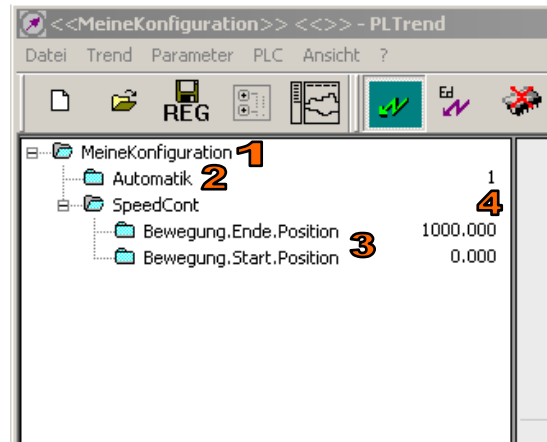 <<MeineKonfiguration>> <<>> - PLTrend
Datei Trend Parameter PLC Ansicht ?
REG Ed
MeineKonfiguration 1
Automatik 2 1
SpeedCont 4
Bewegung.Ende.Position 1000.000
3
Bewegung.Start.Position 0.000